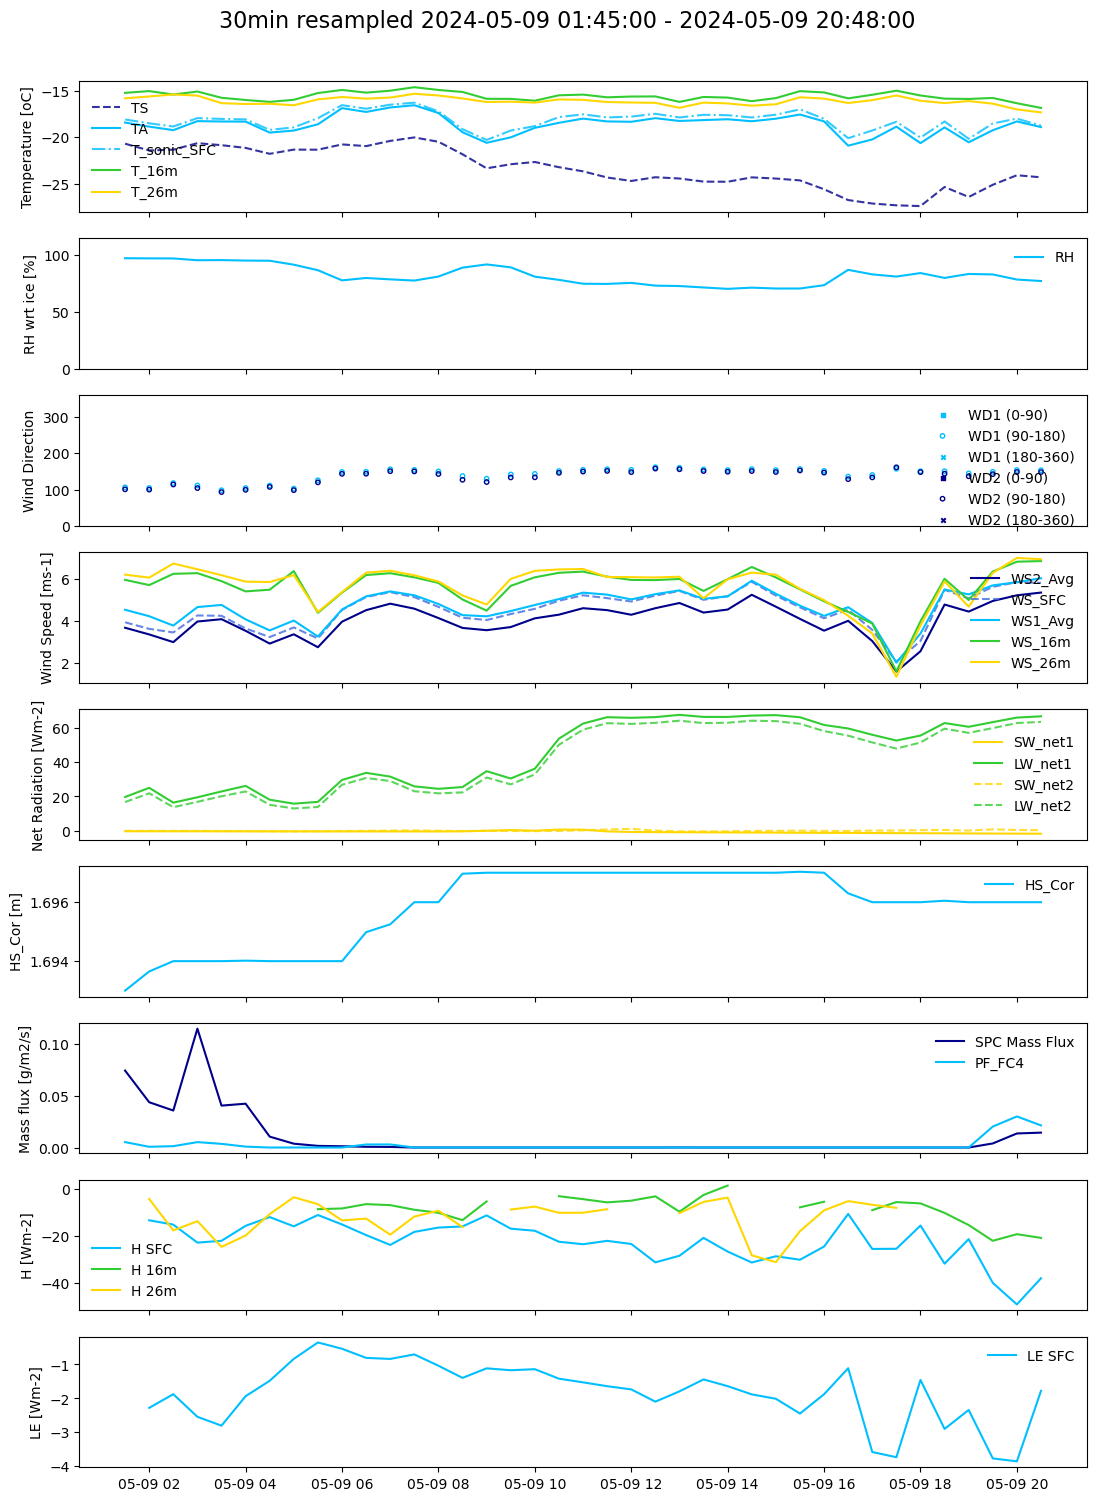 30min resampled 2024-05-09 01:45:00 - 2024-05-09 20:48:00
Temperature [oC]
−15
−20
−25
TS
TA
T_sonic_SFC
T_16m
T_26m
RH wrt ice [%]
100
50
0
RH
Wind Direction
300
200
100
0
WD1 (0-90)
WD1 (90-180)
WD1 (180-360)
WD2 (0-90)
WD2 (90-180)
WD2 (180-360)
Wind Speed [ms-1]
6
4
2
WS2_Avg
WS_SFC
WS1_Avg
WS_16m
WS_26m
Net Radiation [Wm-2]
60
40
20
0
SW_net1
LW_net1
SW_net2
LW_net2
HS_Cor [m]
1.696
1.694
HS_Cor
Mass flux [g/m2/s]
0.10
0.05
0.00
SPC Mass Flux
PF_FC4
H [Wm-2]
0
−20
−40
H SFC
H 16m
H 26m
LE [Wm-2]
−1
−2
−3
−4
LE SFC
05-09 02 05-09 04 05-09 06 05-09 08 05-09 10 05-09 12 05-09 14 05-09 16 05-09 18 05-09 20